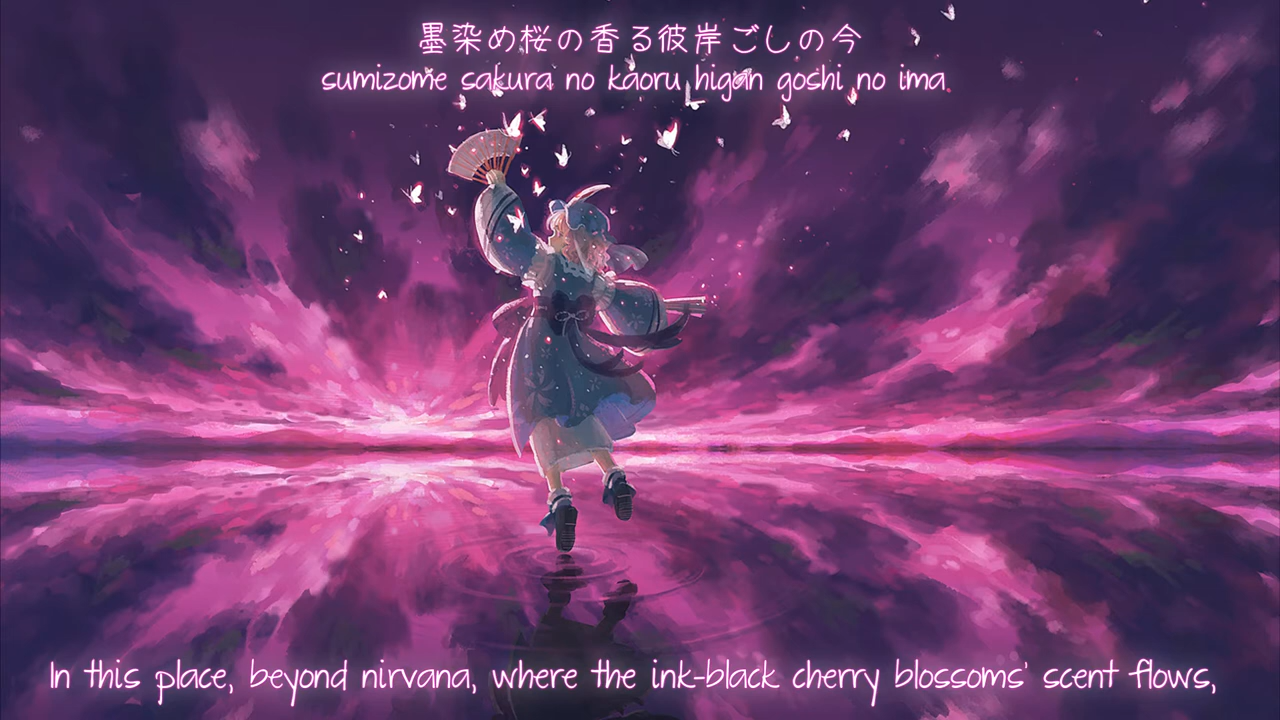 墨染め桜の香る彼岸ごしの今
sumizome sakura no kaoru higan goshi no ima
In this place, beyond nirvana, where the ink-black cherry blossoms' scent flows,